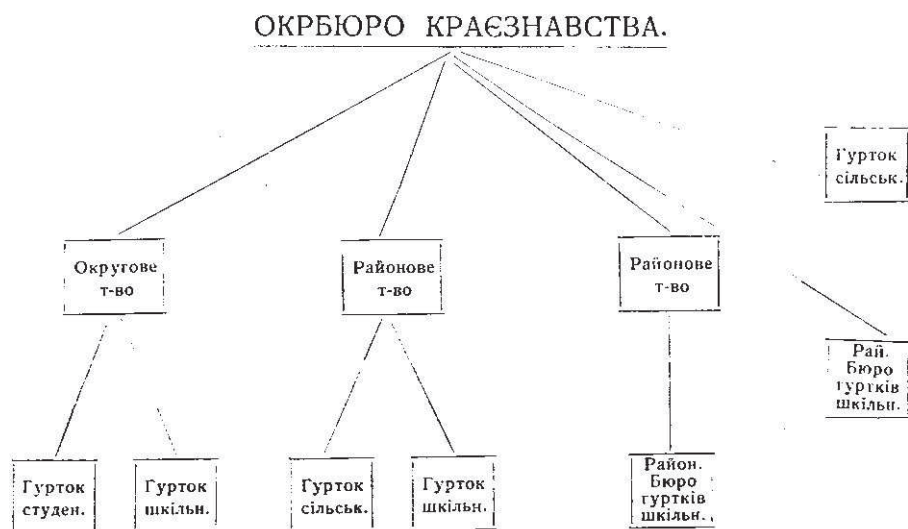 ОКРБЮРО КРАЄЗНАВСТВА.
Гурток
сільськ.
Округове
т-во
Районове
т-во
Районове
т-во
Рай.
Бюро
гуртків
шкільн.
Гурток
студен.
Гурток
шкільн.
Гурток
сільськ.
Гурток
шкільн.
Район.
Бюро
гуртків
шкільн.